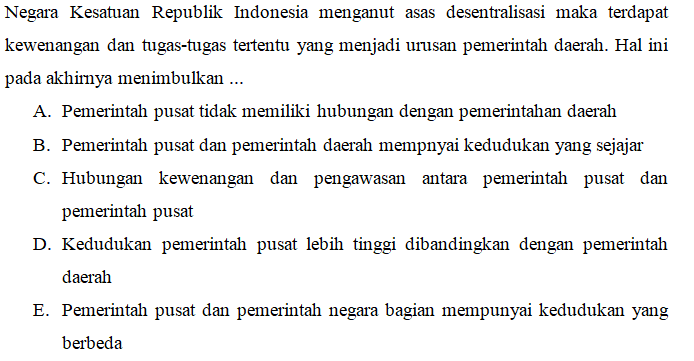 Negara Kesatuan Republik Indonesia menganut asas desentralisasi maka terdapat
kewenangan dan tugas-tugas tertentu yang menjadi urusan pemerintah daerah. Hal ini
pada akhirnya menimbulkan ...
A. Pemerintah pusat tidak memiliki hubungan dengan pemerintahan daerah
B. Pemerintah pusat dan pemerintah daerah mempnyai kedudukan yang sejajar
C. Hubungan kewenangan dan pengawasan antara pemerintah pusat dan
pemerintah pusat
D. Kedudukan pemerintah pusat lebih tinggi dibandingkan dengan pemerintah
daerah
E. Pemerintah pusat dan pemerintah negara bagian mempunyai kedudukan yang
berbeda